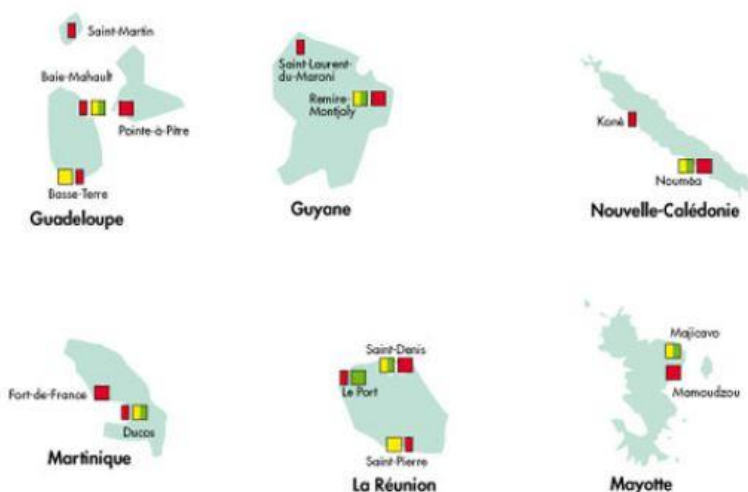 Saint-Martin
Baie-Mahault
Pointe-à-Pitre
Basse-Terre
Guadeloupe
Saint-Laurent-
du-Maroni
Remire-
Montjoly
Guyane
Koné
Nouméa
Nouvelle-Calédonie
Fort-de-France
Ducos
Martinique
Saint-Denis
Le Port
Saint-Pierre
La Réunion
Majicavo
Mamoudzou
Mayotte